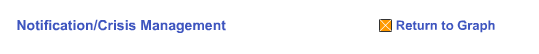 Notification/Crisis Management Return to Graph